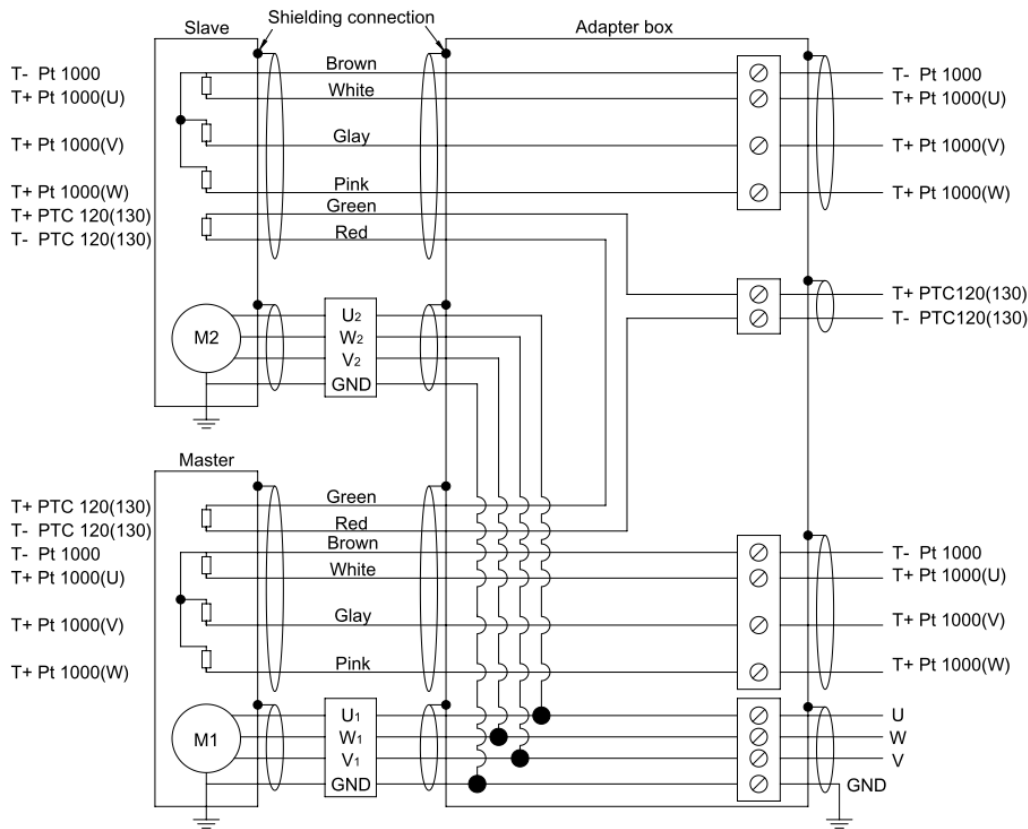 Shielding connection
Slave
Adapter box
T- Pt 1000
T+ Pt 1000(U)
T+ Pt 1000(V)
T+ Pt 1000(W)
T+ PTC 120(130)
T- PTC 120(130)
Brown
White
Glay
Pink
Green
Red
T- Pt 1000
T+ Pt 1000(U)
T+ Pt 1000(V)
T+ Pt 1000(W)
T+ PTC120(130)
T- PTC120(130)
M2
U2
W2
V2
GND
Master
T+ PTC 120(130)
T- PTC 120(130)
T- Pt 1000
T+ Pt 1000(U)
T+ Pt 1000(V)
T+ Pt 1000(W)
Green
Red
Brown
White
Glay
Pink
T- Pt 1000
T+ Pt 1000(U)
T+ Pt 1000(V)
T+ Pt 1000(W)
M1
U1
W1
V1
GND
U
W
V
GND